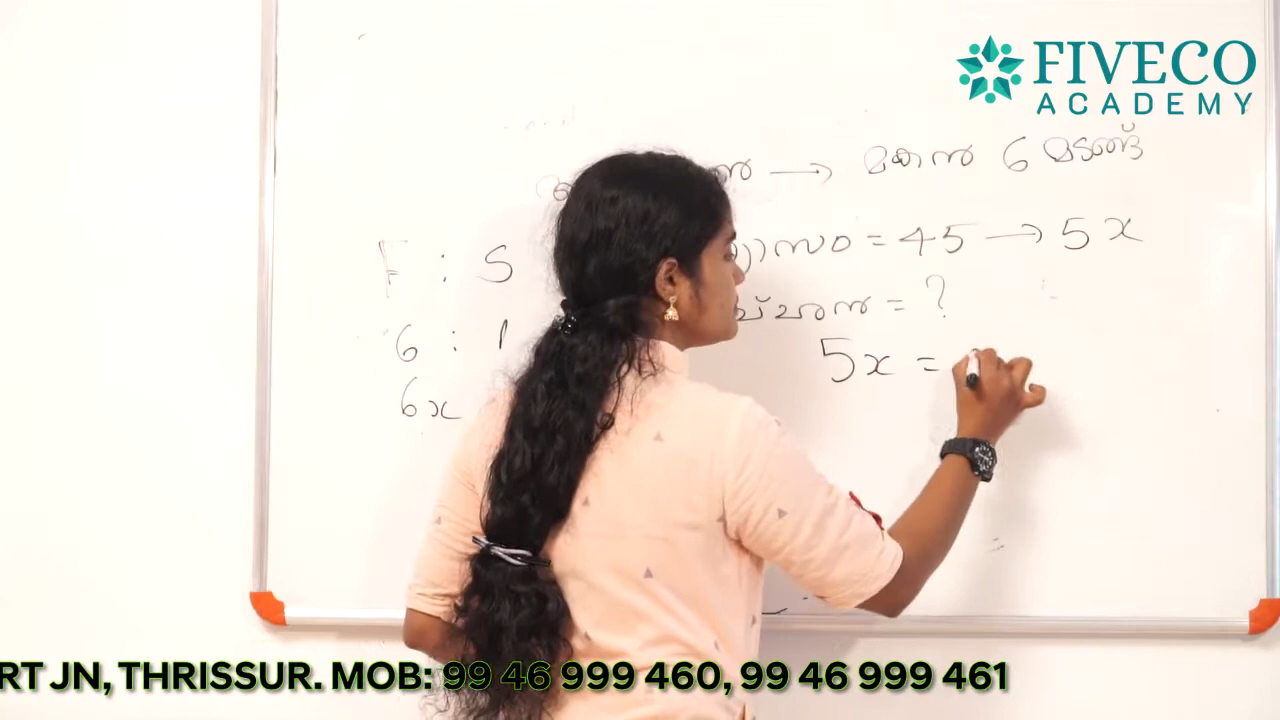 FIVECO
ACADEMY
→ മകൻ 6 മടങ്ങ്
F : S = 45 → 5x
= ?
6 : 1 5x =
6x
RT JN, THRISSUR. MOB: 99 46 999 460, 99 46 999 461